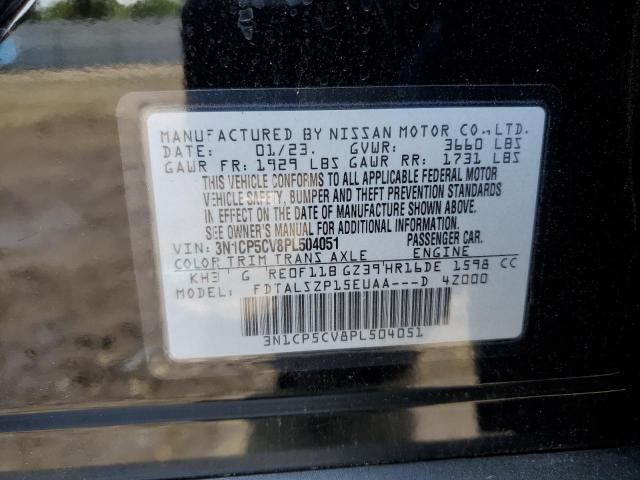 MANUFACTURED BY NISSAN MOTOR CO.,LTD.
DATE: 01/23. GVWR: 3660 LBS
GAWR FR: 1929 LBS GAWR RR: 1731 LBS
THIS VEHICLE CONFORMS TO ALL APPLICABLE FEDERAL MOTOR
VEHICLE SAFETY, BUMPER AND THEFT PREVENTION STANDARDS
IN EFFECT ON THE DATE OF MANUFACTURE SHOWN ABOVE.
SEE OWNER'S MANUAL FOR ADDITIONAL INFORMATION.
VIN: 3N1CP5CV8PL504051 PASSENGER CAR.
COLOR TRIM TRANS AXLE ENGINE
KH3 G RE0F11B GZ39 HR16DE 1598 CC
FDTALSZP15EUAA---D 4Z000
3N1CP5CV8PL504051